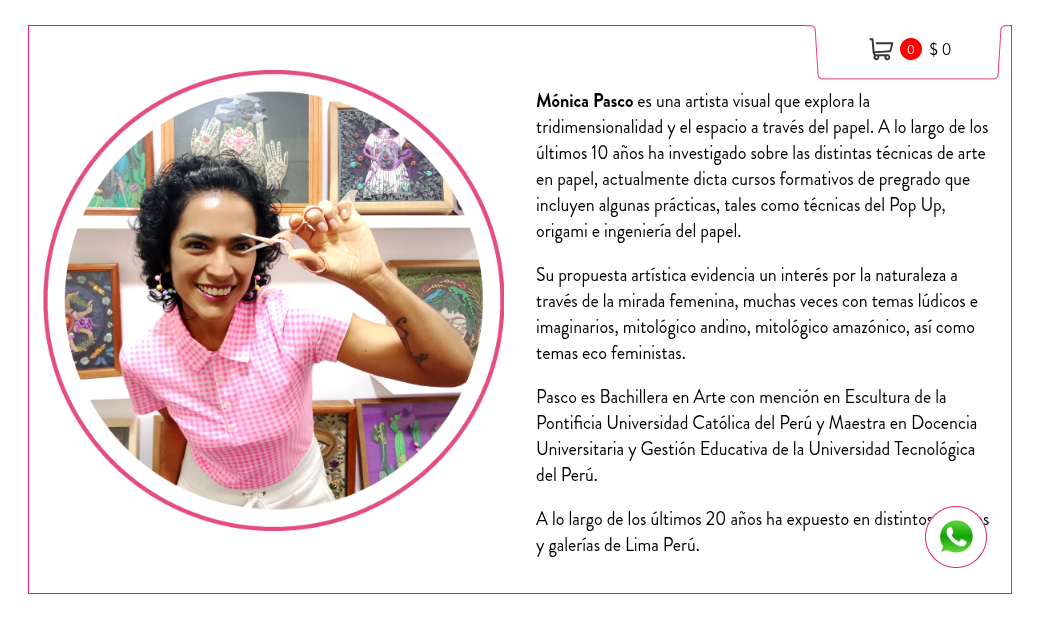 0 $ 0
Mónica Pasco es una artista visual que explora la
tridimensionalidad y el espacio a través del papel. A lo largo de los
últimos 10 años ha investigado sobre las distintas técnicas de arte
en papel, actualmente dicta cursos formativos de pregrado que
incluyen algunas prácticas, tales como técnicas del Pop Up,
origami e ingeniería del papel.
Su propuesta artística evidencia un interés por la naturaleza a
través de la mirada femenina, muchas veces con temas lúdicos e
imaginarios, mitológico andino, mitológico amazónico, así como
temas eco feministas.
Pasco es Bachillera en Arte con mención en Escultura de la
Pontificia Universidad Católica del Perú y Maestra en Docencia
Universitaria y Gestión Educativa de la Universidad Tecnológica
del Perú.
A lo largo de los últimos 20 años ha expuesto en distintos
y galerías de Lima Perú.